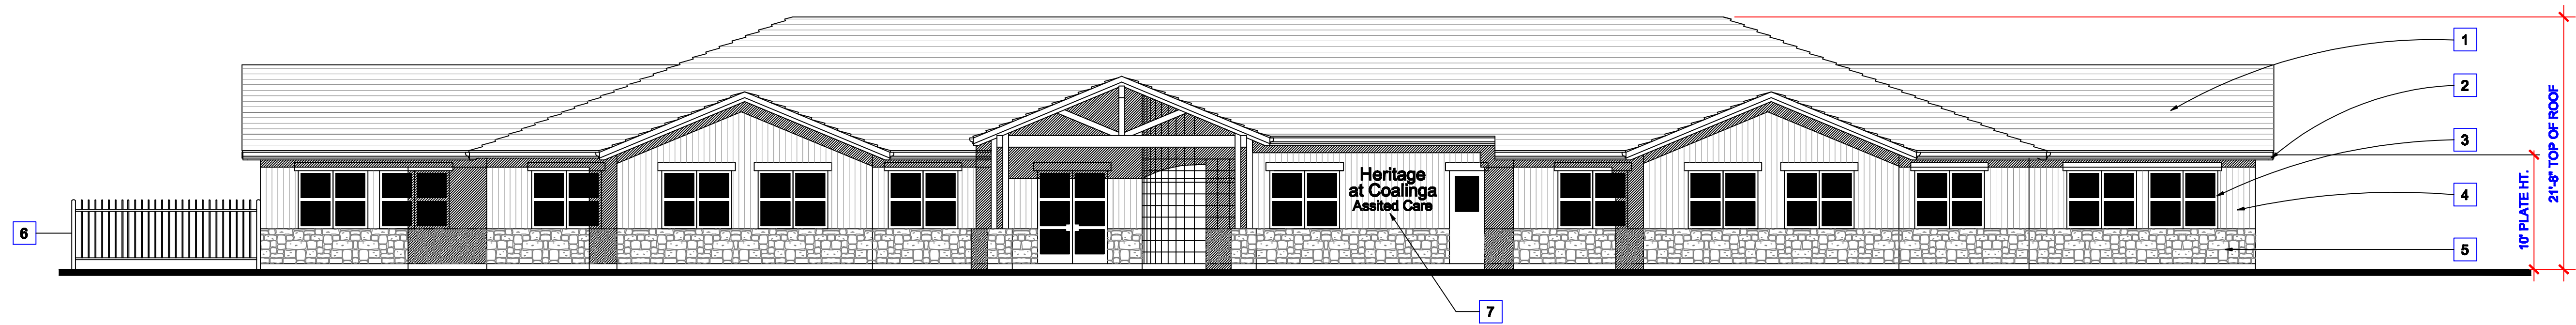 1
2
3
4
5
6
7
Heritage
at Coalinga
Assited Care
10' PLATE HT.
21'-8" TOP OF ROOF